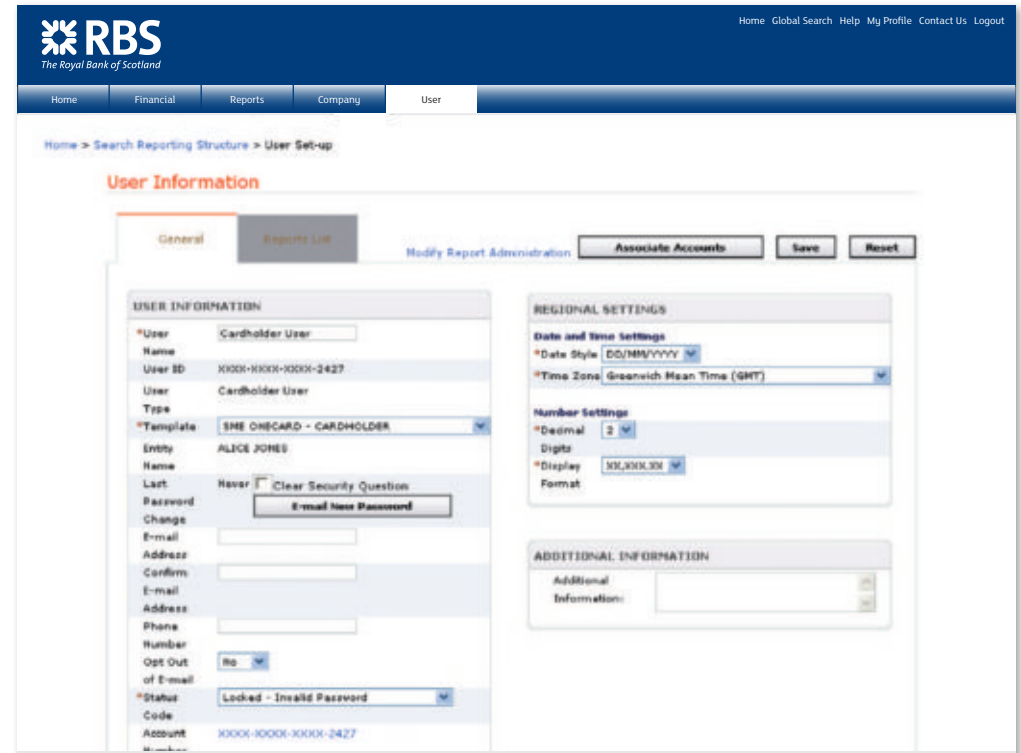 Home Global Search Help My Profile Contact Us Logout
RBS
The Royal Bank of Scotland
Home Financial Reports Company User
Home > Search Reporting Structure > User Set-up
User Information
General Reports List
Modify Report Administration Associate Accounts Save Reset
USER INFORMATION
*User Name Cardholder User
User ID XXXX-XXXX-XXXX-2427
User Type Cardholder User
*Template SME ONECARD - CARDHOLDER
Entity Name ALICE JONES
Last Password Change Never Clear Security Question
E-mail New Password
E-mail Address
Confirm E-mail Address
Phone Number
Opt Out of E-mail No
*Status Code Locked - Invalid Password
Account Number XXXX-XXXX-XXXX-2427
REGIONAL SETTINGS
Date and Time Settings
*Date Style DD/MM/YYYY
*Time Zone Greenwich Mean Time (GMT)
Number Settings
*Decimal Digits 2
*Display Format XX,XXX.XX
ADDITIONAL INFORMATION
Additional Information: